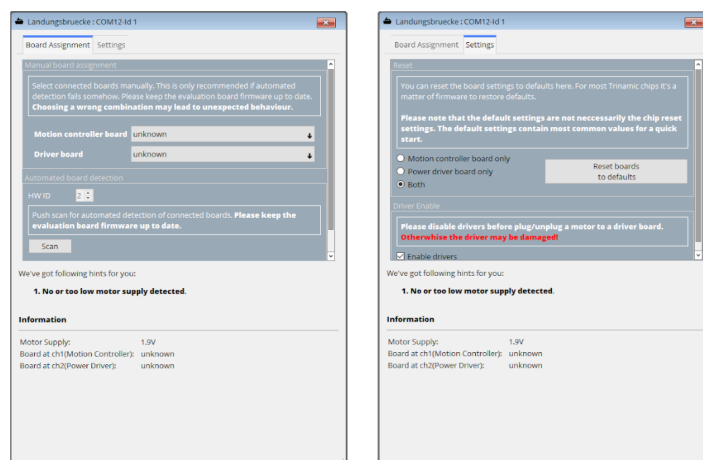 Landungsbruecke : COM12-Id 1
Board Assignment Settings
Manual board assignment
Select connected boards manually. This is only recommended if automated
detection fails somehow. Please keep the evaluation board firmware up to date.
Choosing a wrong combination may lead to unexpected behaviour.
Motion controller board unknown
Driver board unknown
Automated board detection
HW ID 2
Push scan for automated detection of connected boards. Please keep the
evaluation board firmware up to date.
Scan
We've got following hints for you:
1. No or too low motor supply detected.
Information
Motor Supply: 1.9V
Board at ch1(Motion Controller): unknown
Board at ch2(Power Driver): unknown
Landungsbruecke : COM12-Id 1
Board Assignment Settings
Reset
You can reset the board settings to defaults here. For most Trinamic chips it's a
matter of firmware to restore defaults.
Please note that the default settings are not neccessarily the chip reset
settings. The default settings contain most common values for a quick
start.
Motion controller board only
Power driver board only
Both
Reset boards
to defaults
Driver Enable
Please disable drivers before plug/unplug a motor to a driver board.
Otherwhise the driver may be damaged!
Enable drivers
We've got following hints for you:
1. No or too low motor supply detected.
Information
Motor Supply: 1.9V
Board at ch1(Motion Controller): unknown
Board at ch2(Power Driver): unknown